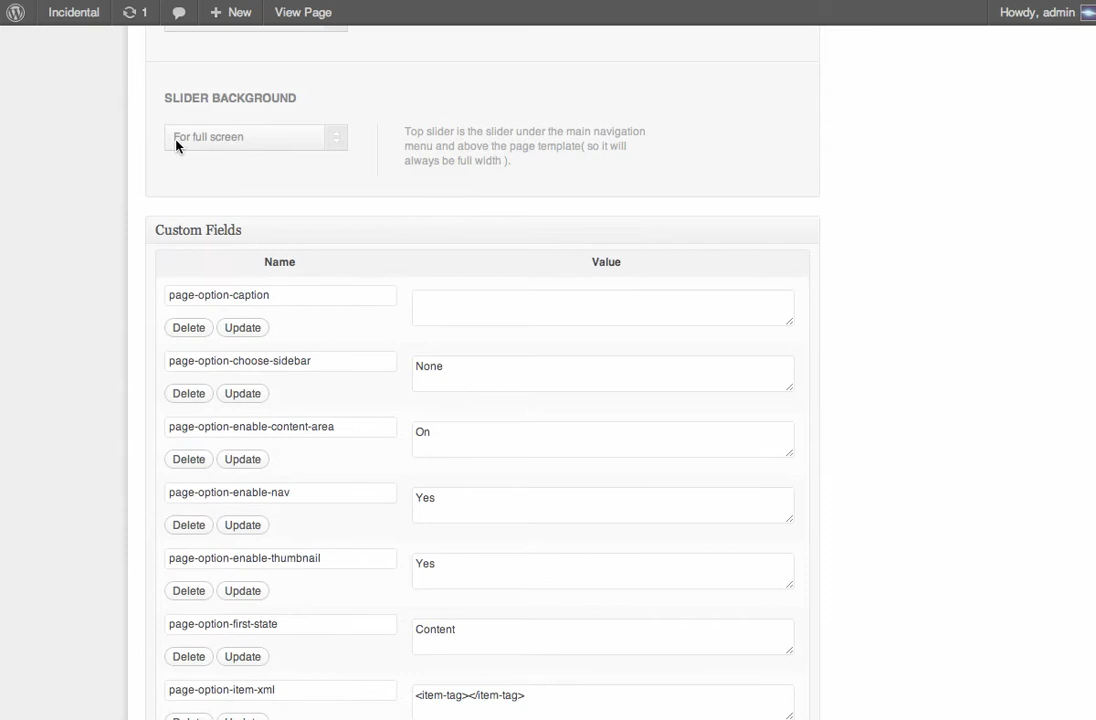 Incidental 1 New View Page Howdy, admin
SLIDER BACKGROUND
For full screen
Top slider is the slider under the main navigation
menu and above the page template( so it will
always be full width ).
Custom Fields
Name Value
page-option-caption
Delete Update
page-option-choose-sidebar None
Delete Update
page-option-enable-content-area On
Delete Update
page-option-enable-nav Yes
Delete Update
page-option-enable-thumbnail Yes
Delete Update
page-option-first-state Content
Delete Update
page-option-item-xml <item-tag></item-tag>
Delete Update